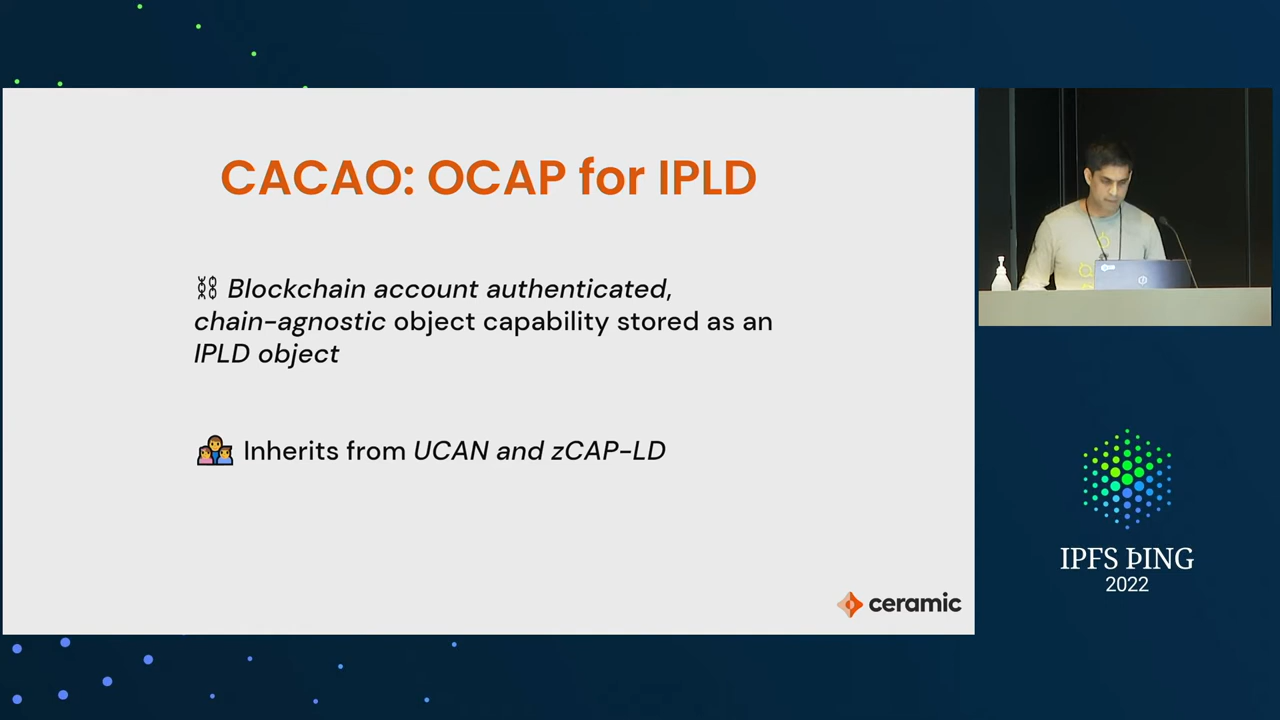 CACAO: OCAP for IPLD
⛓️ Blockchain account authenticated,
chain-agnostic object capability stored as an
IPLD object
Inherits from UCAN and zCAP-LD
ceramic
IPFS ÞING
2022